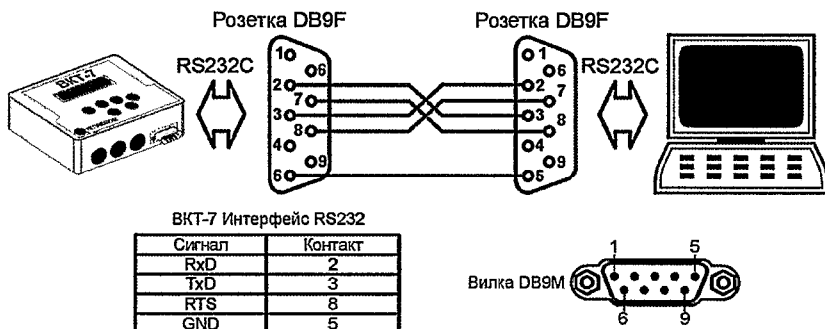 Розетка DB9F
Розетка DB9F
ВКТ-7
RS232C
1
6
2
7
3
8
4
9
6
1
6
2
7
3
8
4
9
5
RS232C
ВКТ-7 Интерфейс RS232
Сигнал Контакт
RxD 2
TxD 3
RTS 8
GND 5
Вилка DB9M
1 5
6 9